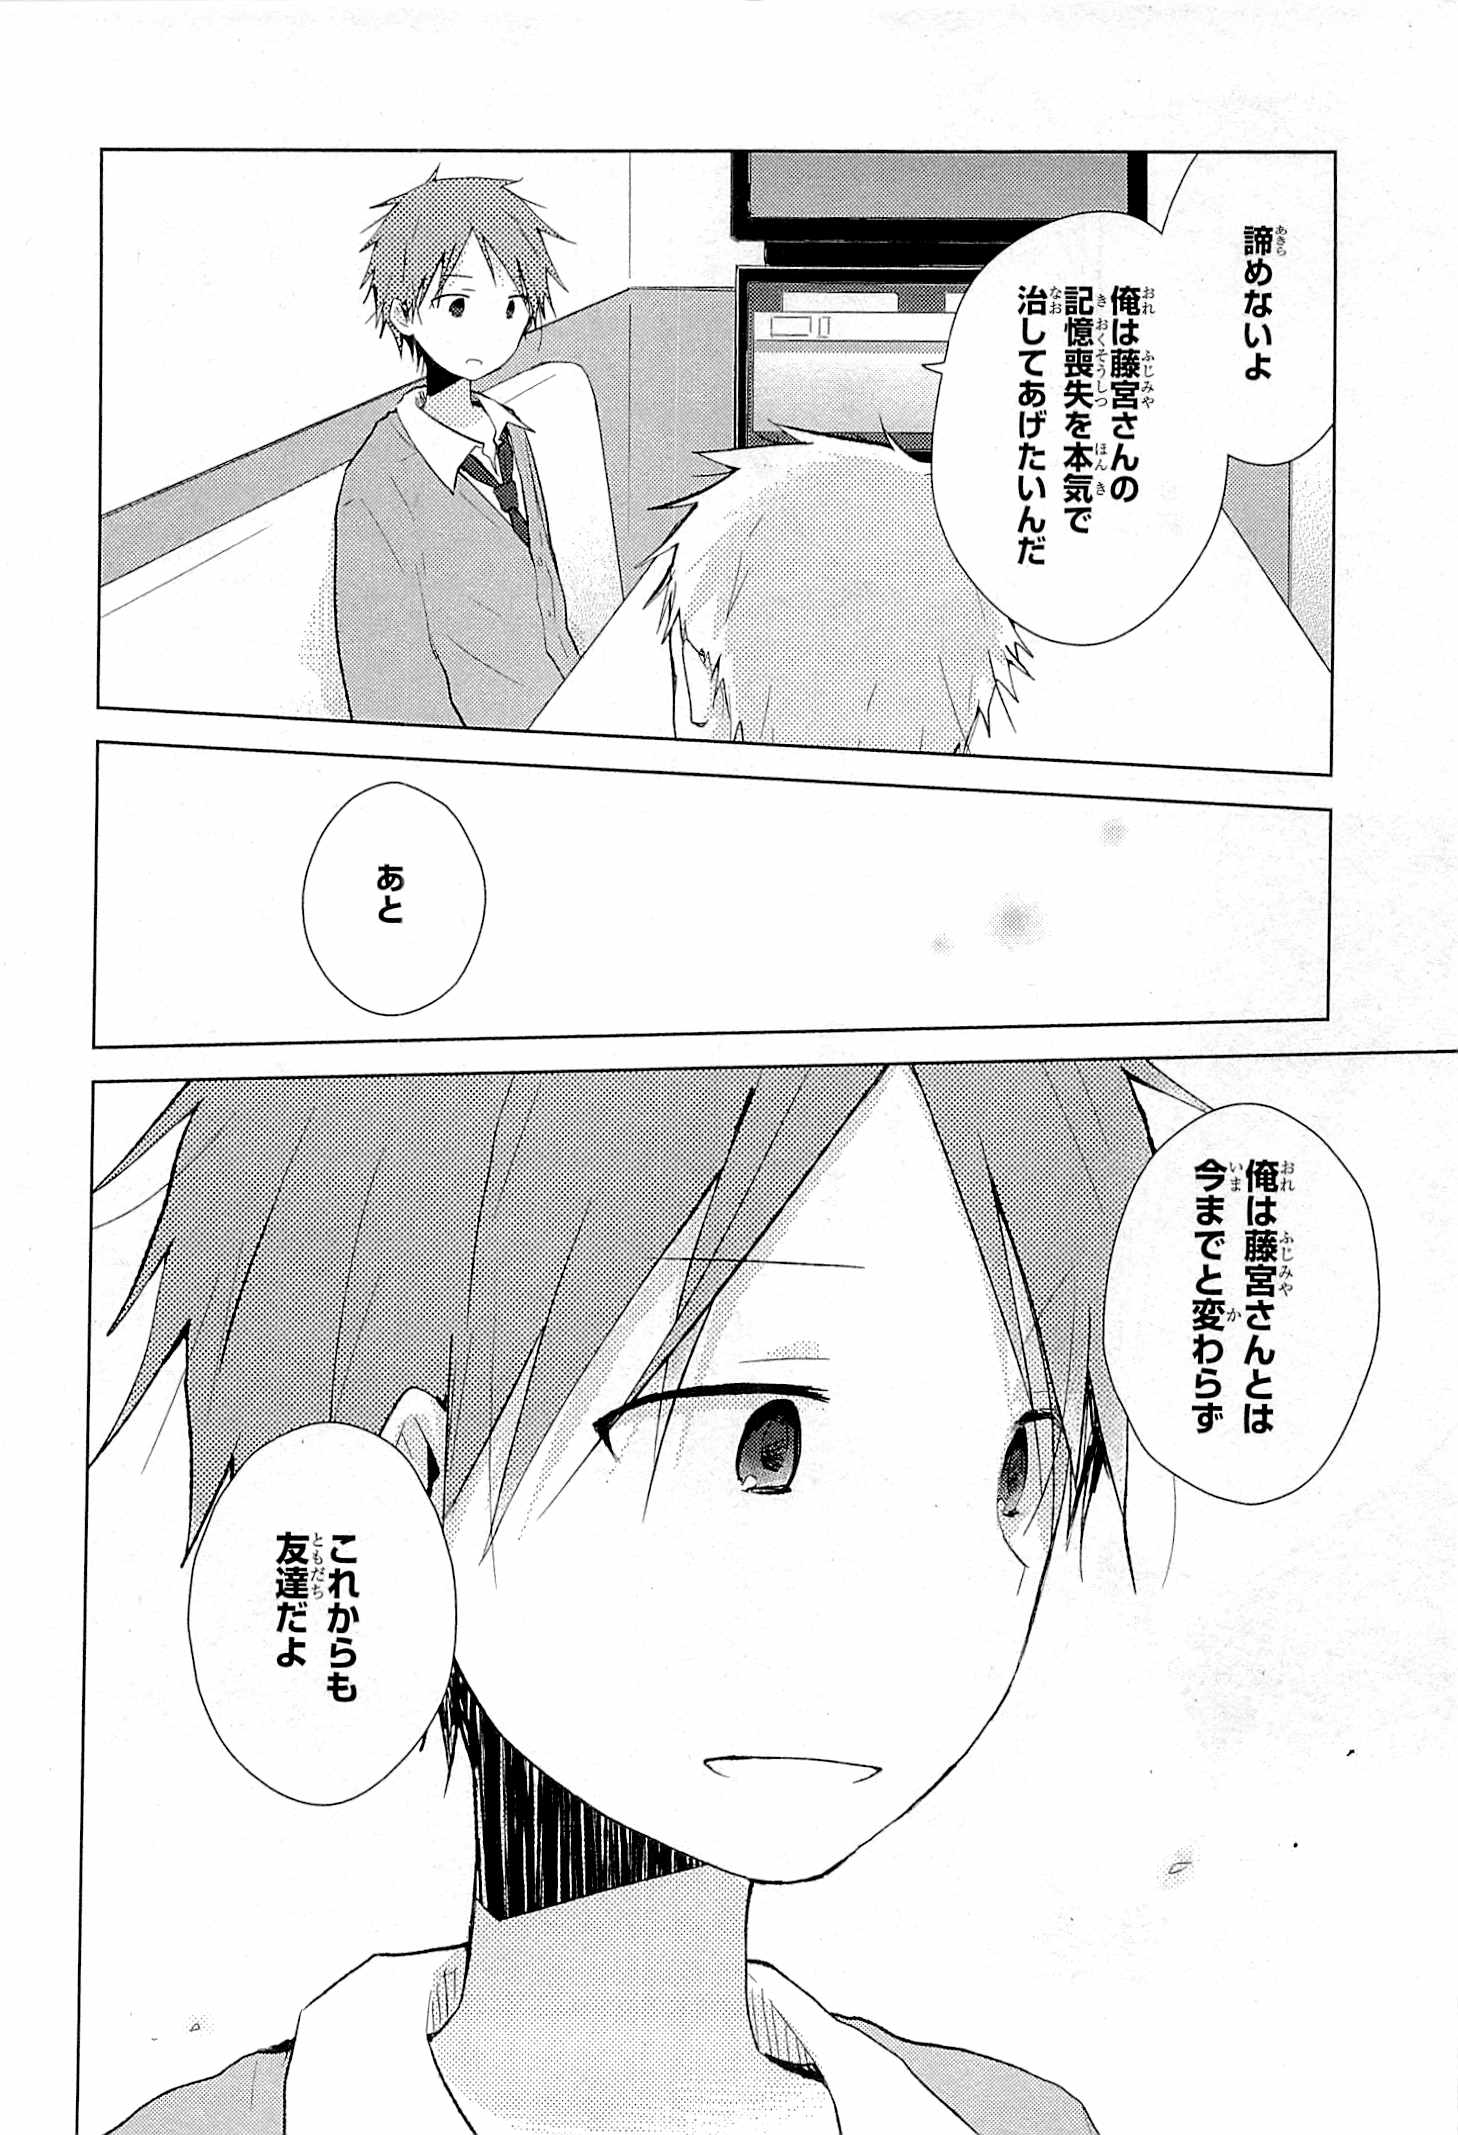 諦めないよ
俺は藤宮さんの
記憶喪失を本気で
治してあげたいんだ
あと
俺は藤宮さんとは
今までと変わらず
これからも
友達だよ